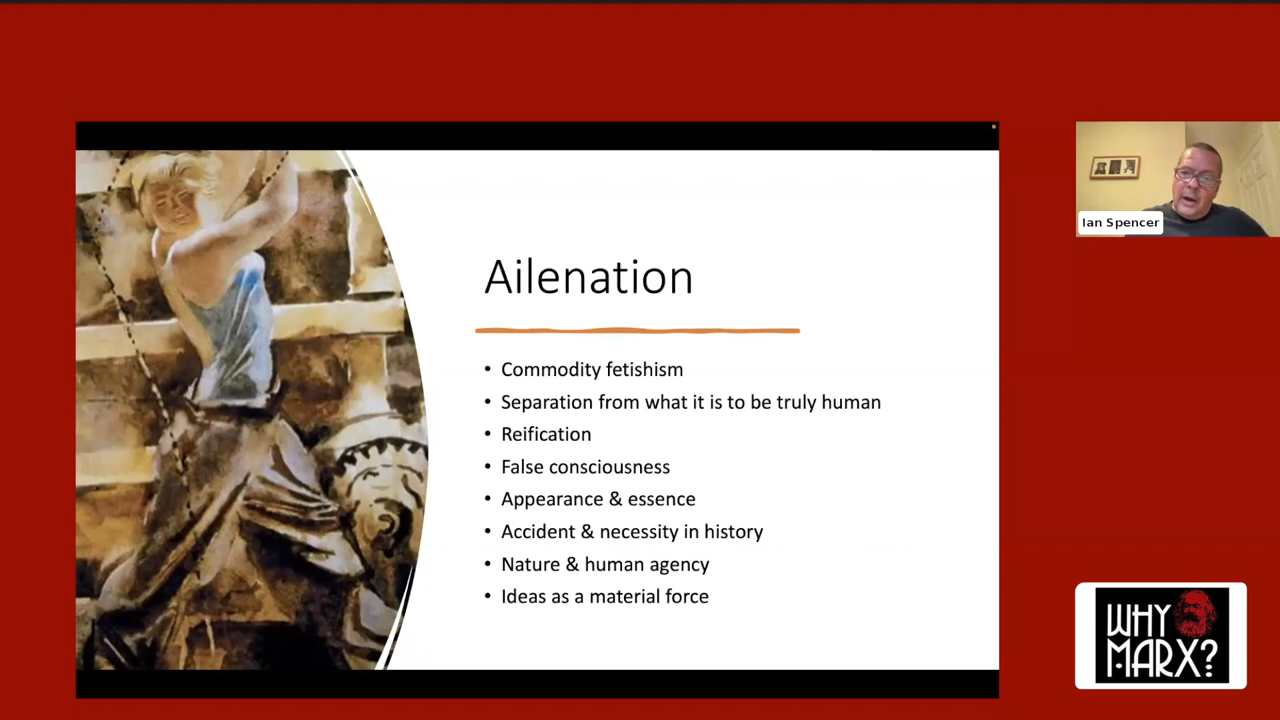 Ailenation
• Commodity fetishism
• Separation from what it is to be truly human
• Reification
• False consciousness
• Appearance & essence
• Accident & necessity in history
• Nature & human agency
• Ideas as a material force
Ian Spencer
WHY
MARX?